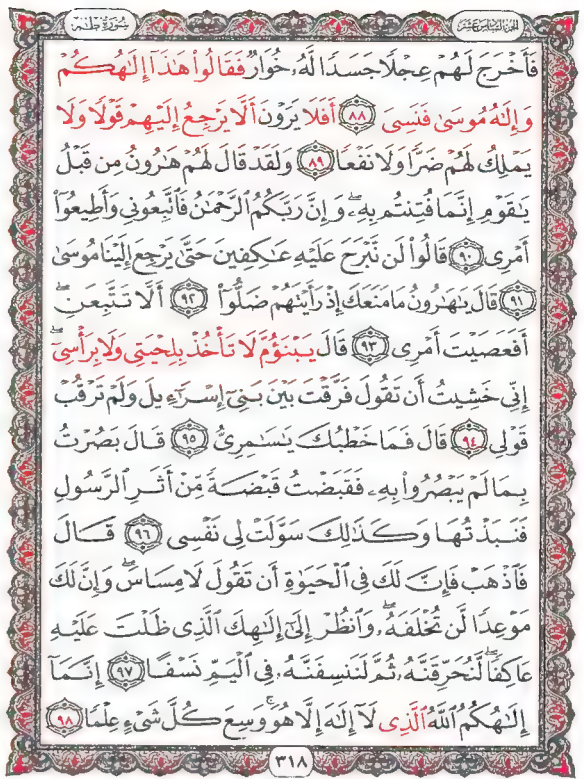 الجزء السادس عشر
سورة طه
فَأَخْرَجَ لَهُمْ عِجْلًا جَسَدًا لَّهُۥ خُوَارٌ فَقَالُوا۟ هَٰذَآ إِلَٰهُكُمْ
وَإِلَٰهُ مُوسَىٰ فَنَسِىَ ٨٨ أَفَلَا يَرَوْنَ أَلَّا يَرْجِعُ إِلَيْهِمْ قَوْلًا وَلَا
يَمْلِكُ لَهُمْ ضَرًّا وَلَا نَفْعًا ٨٩ وَلَقَدْ قَالَ لَهُمْ هَٰرُونُ مِن قَبْلُ
يَٰقَوْمِ إِنَّمَا فُتِنتُم بِهِۦ ۖ وَإِنَّ رَبَّكُمُ ٱلرَّحْمَٰنُ فَٱتَّبِعُونِى وَأَطِيعُوٓا۟
أَمْرِى ٩٠ قَالُوا۟ لَن نَّبْرَحَ عَلَيْهِ عَٰكِفِينَ حَتَّىٰ يَرْجِعَ إِلَيْنَا مُوسَىٰ
٩١ قَالَ يَٰهَٰرُونُ مَا مَنَعَكَ إِذْ رَأَيْتَهُمْ ضَلُّوٓا۟ ٩٢ أَلَّا تَتَّبِعَنِ ۖ
أَفَعَصَيْتَ أَمْرِى ٩٣ قَالَ يَبْنَؤُمَّ لَا تَأْخُذْ بِلِحْيَتِى وَلَا بِرَأْسِىٓ ۖ
إِنِّى خَشِيتُ أَن تَقُولَ فَرَّقْتَ بَيْنَ بَنِىٓ إِسْرَٰٓءِيلَ وَلَمْ تَرْقُبْ
قَوْلِى ٩٤ قَالَ فَمَا خَطْبُكَ يَٰسَٰمِرِىُّ ٩٥ قَالَ بَصُرْتُ
بِمَا لَمْ يَبْصُرُوا۟ بِهِۦ فَقَبَضْتُ قَبْضَةً مِّنْ أَثَرِ ٱلرَّسُولِ
فَنَبَذْتُهَا وَكَذَٰلِكَ سَوَّلَتْ لِى نَفْسِى ٩٦ قَالَ
فَٱذْهَبْ فَإِنَّ لَكَ فِى ٱلْحَيَوٰةِ أَن تَقُولَ لَا مِسَاسَ ۖ وَإِنَّ لَكَ
مَوْعِدًا لَّن تُخْلَفَهُۥ ۖ وَٱنظُرْ إِلَىٰٓ إِلَٰهِكَ ٱلَّذِى ظَلْتَ عَلَيْهِ
عَاكِفًا ۖ لَّنُحَرِّقَنَّهُۥ ثُمَّ لَنَنسِفَنَّهُۥ فِى ٱلْيَمِّ نَسْفًا ٩٧ إِنَّمَآ
إِلَٰهُكُمُ ٱللَّهُ ٱلَّذِى لَآ إِلَٰهَ إِلَّا هُوَ ۚ وَسِعَ كُلَّ شَىْءٍ عِلْمًا ٩٨
٣١٨